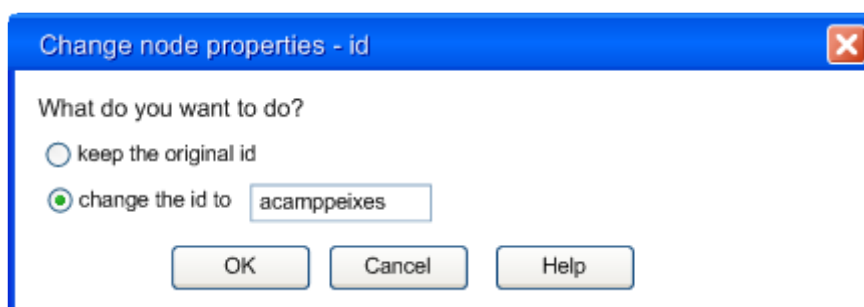 Change node properties - id
What do you want to do?
keep the original id
change the id to acamppeixes
OK Cancel Help